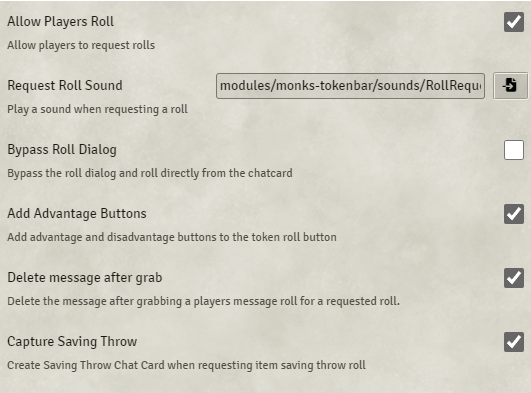 Allow Players Roll
Allow players to request rolls
Request Roll Sound
modules/monks-tokenbar/sounds/RollRequ
Play a sound when requesting a roll
Bypass Roll Dialog
Bypass the roll dialog and roll directly from the chatcard
Add Advantage Buttons
Add advantage and disadvantage buttons to the token roll button
Delete message after grab
Delete the message after grabbing a players message roll for a requested roll.
Capture Saving Throw
Create Saving Throw Chat Card when requesting item saving throw roll